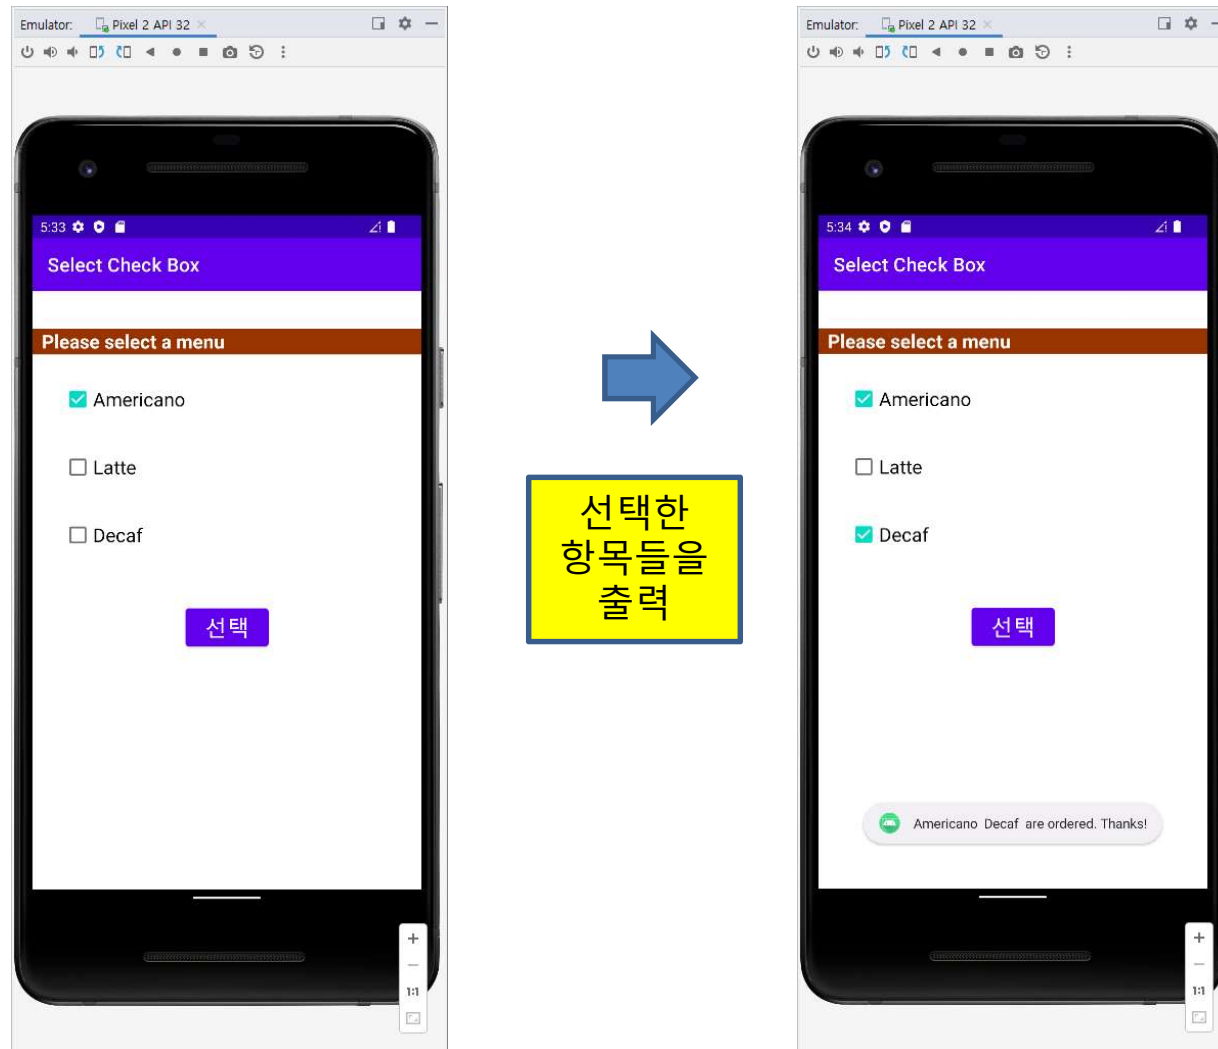 Emulator: Pixel 2 API 32
5:33
Select Check Box
Please select a menu
Americano
Latte
Decaf
선택
1:1
선택한
항목들을
출력
Emulator: Pixel 2 API 32
5:34
Select Check Box
Please select a menu
Americano
Latte
Decaf
선택
Americano Decaf are ordered. Thanks!
1:1